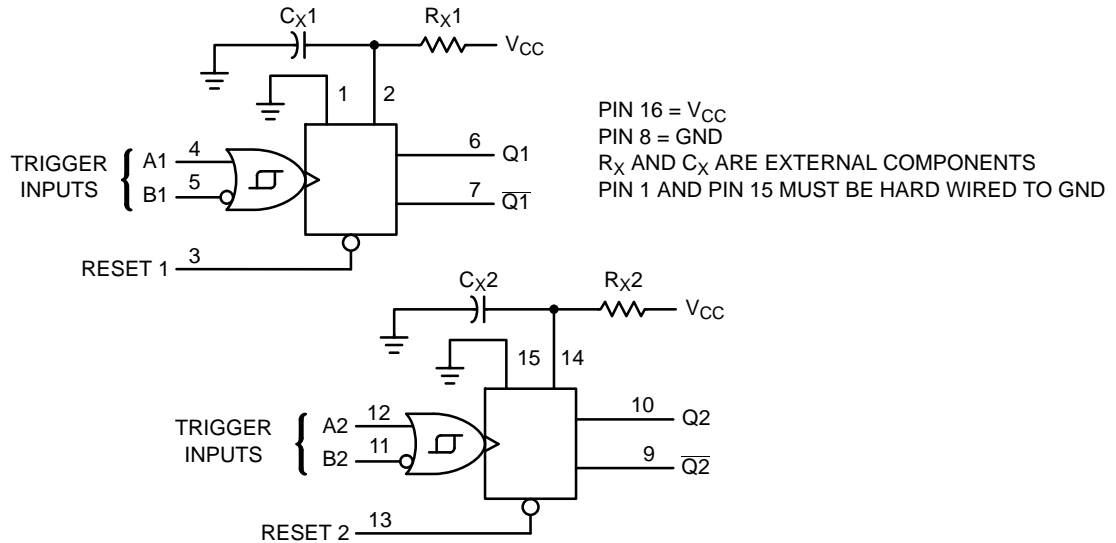 CX1
RX1
VCC
1
2
TRIGGER
INPUTS
A1
4
B1
5
6
Q1
7
Q1
RESET 1
3
PIN 16 = VCC
PIN 8 = GND
RX AND CX ARE EXTERNAL COMPONENTS
PIN 1 AND PIN 15 MUST BE HARD WIRED TO GND
CX2
RX2
VCC
15
14
TRIGGER
INPUTS
A2
12
B2
11
10
Q2
9
Q2
RESET 2
13